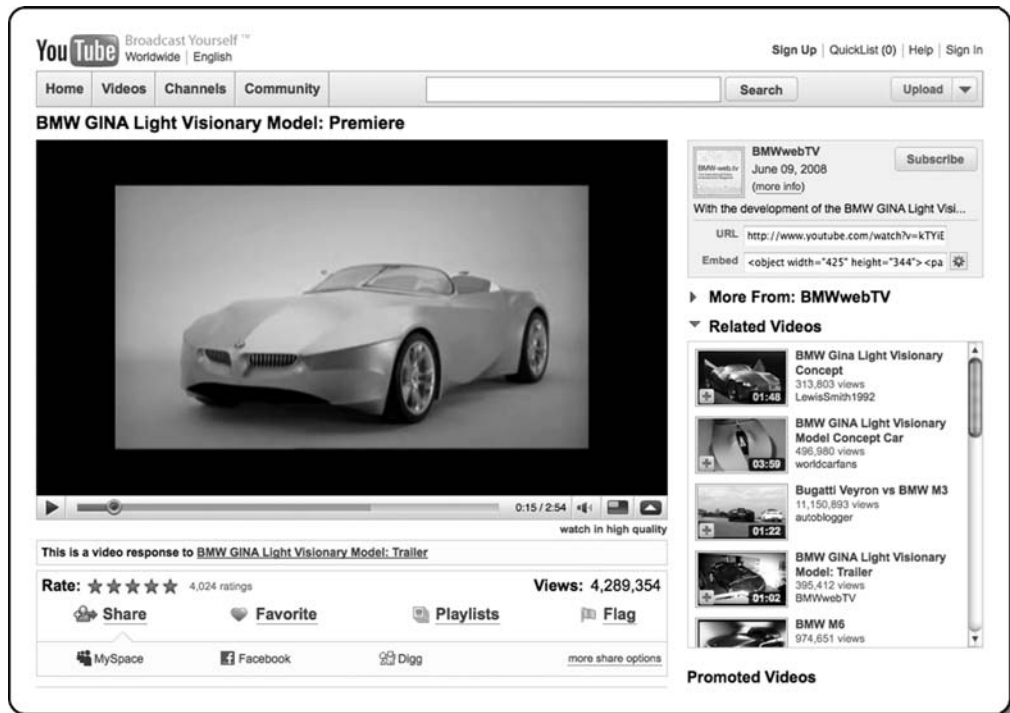 YouTube Broadcast Yourself ™
Worldwide | English
Sign Up | QuickList (0) | Help | Sign In
Home Videos Channels Community
Search
Upload
BMW GINA Light Visionary Model: Premiere
BMWwebTV
June 09, 2008
(more info)
Subscribe
With the development of the BMW GINA Light Visi...
URL http://www.youtube.com/watch?v=kTYiE
Embed <object width="425" height="344"><pa
More From: BMWwebTV
Related Videos
BMW Gina Light Visionary
Concept
313,803 views
LewisSmith1992
01:48
BMW GINA Light Visionary
Model Concept Car
496,980 views
worldcarfans
03:59
Bugatti Veyron vs BMW M3
11,150,893 views
autoblogger
01:22
BMW GINA Light Visionary
Model: Trailer
395,412 views
BMWwebTV
01:02
BMW M6
974,651 views
Promoted Videos
0:15 / 2:54
watch in high quality
This is a video response to BMW GINA Light Visionary Model: Trailer
Rate: 4,024 ratings
Views: 4,289,354
Share Favorite Playlists Flag
MySpace Facebook Digg more share options